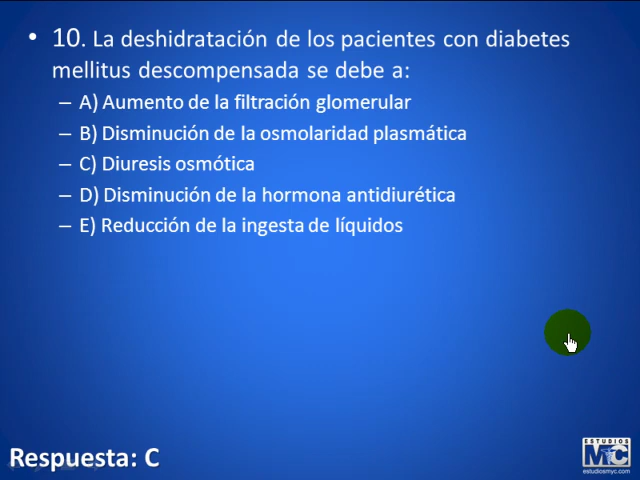 • 10. La deshidratación de los pacientes con diabetes
mellitus descompensada se debe a:
– A) Aumento de la filtración glomerular
– B) Disminución de la osmolaridad plasmática
– C) Diuresis osmótica
– D) Disminución de la hormona antidiurética
– E) Reducción de la ingesta de líquidos
Respuesta: C
ESTUDIOS
MYC
estudiosmyc.com